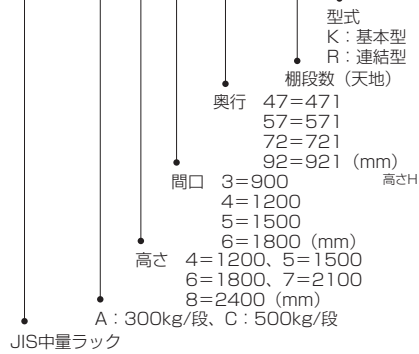 型式
K：基本型
R：連結型
棚段数（天地）
奥行 47＝471
57＝571
72＝721
92＝921（mm）
高さH
間口 3＝900
4＝1200
5＝1500
6＝1800（mm）
高さ 4＝1200、5＝1500
6＝1800、7＝2100
8＝2400（mm）
A：300kg/段、C：500kg/段
JIS中量ラック